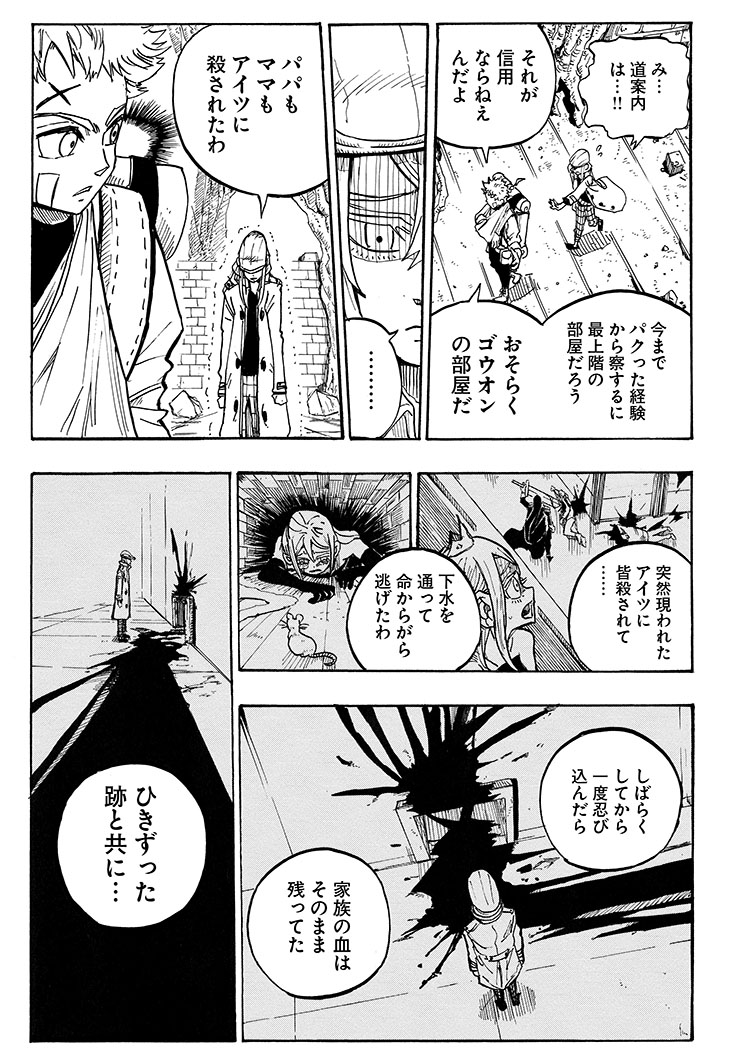 み…
道案内
は…!!
それが
信用
ならねえ
んだよ
今まで
パクった経験
から察するに
最上階の
部屋だろう
おそらく
ゴウオン
の部屋だ
………
パパも
ママも
アイツに
殺されたわ
突然現われた
アイツに
皆殺されて
……
下水を
通って
命からがら
逃げたわ
しばらく
してから
一度忍び
込んだら
家族の血は
そのまま
残ってた
ひきずった
跡と共に…